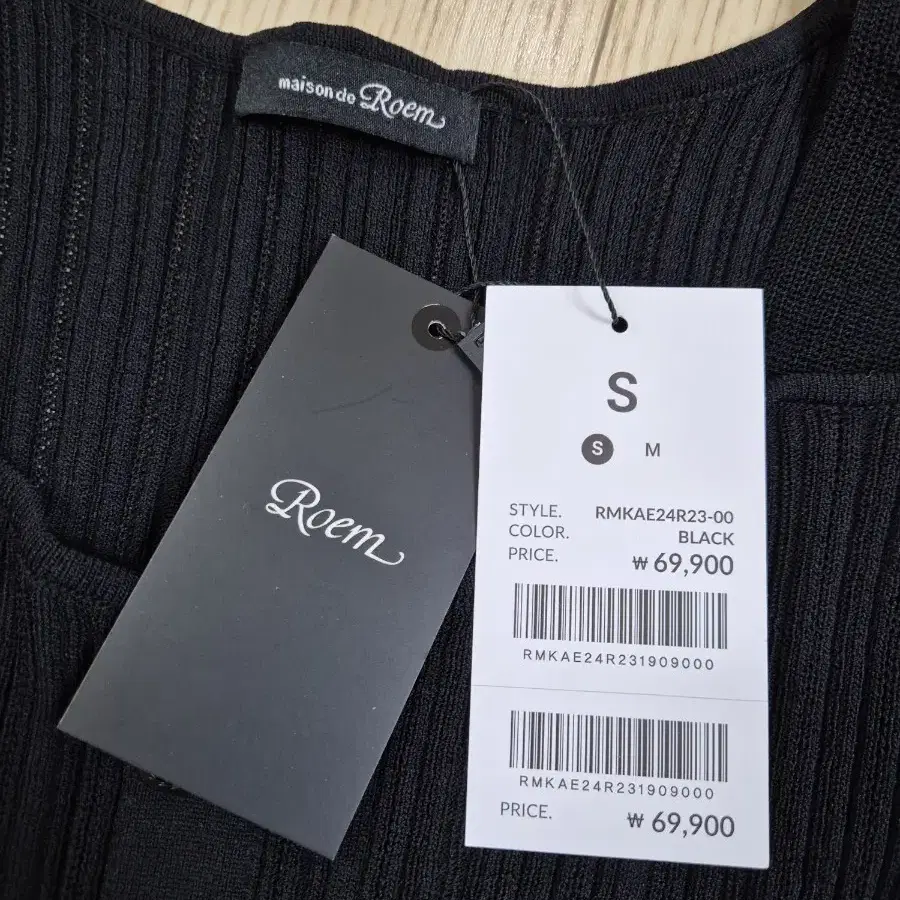 maison de Roem
Roem
S
S M
STYLE. RMKAE24R23-00
COLOR. BLACK
PRICE. ₩ 69,900
RMKAE24R231909000
RMKAE24R231909000
PRICE. ₩ 69,900